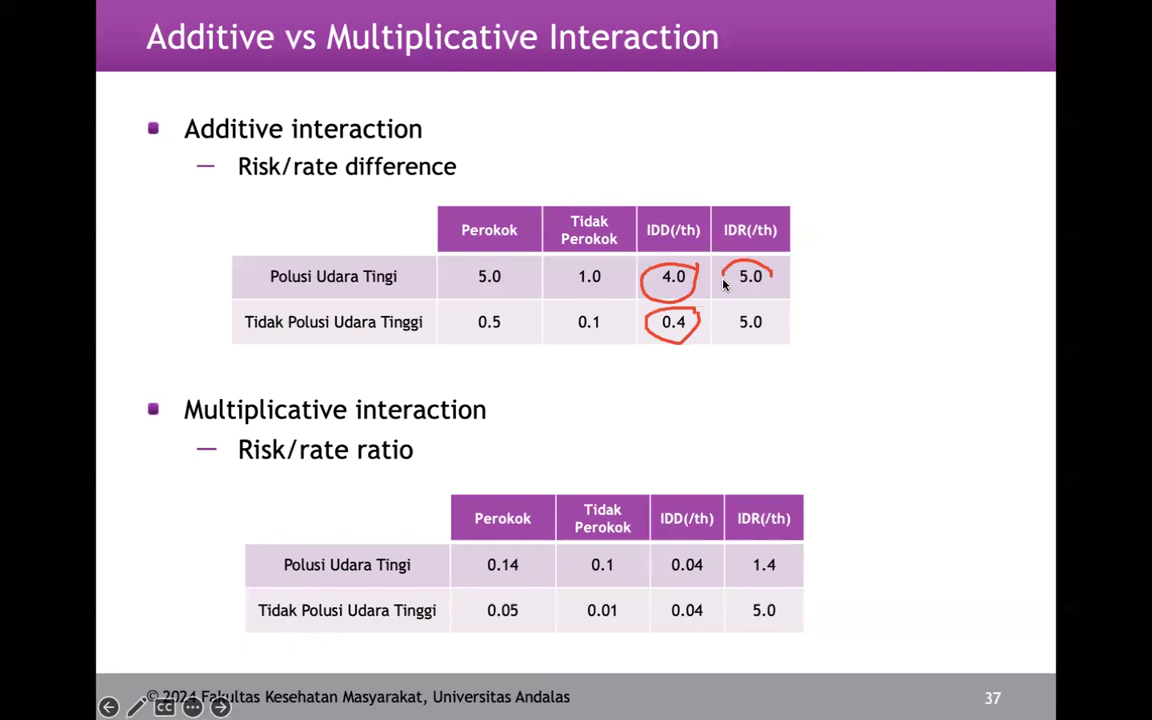 Additive vs Multiplicative Interaction
Additive interaction
— Risk/rate difference
Perokok Tidak Perokok IDD(/th) IDR(/th)
Polusi Udara Tingi 5.0 1.0 4.0 5.0
Tidak Polusi Udara Tinggi 0.5 0.1 0.4 5.0
Multiplicative interaction
— Risk/rate ratio
Perokok Tidak Perokok IDD(/th) IDR(/th)
Polusi Udara Tingi 0.14 0.1 0.04 1.4
Tidak Polusi Udara Tinggi 0.05 0.01 0.04 5.0
© 2024 Fakultas Kesehatan Masyarakat, Universitas Andalas 37
CC